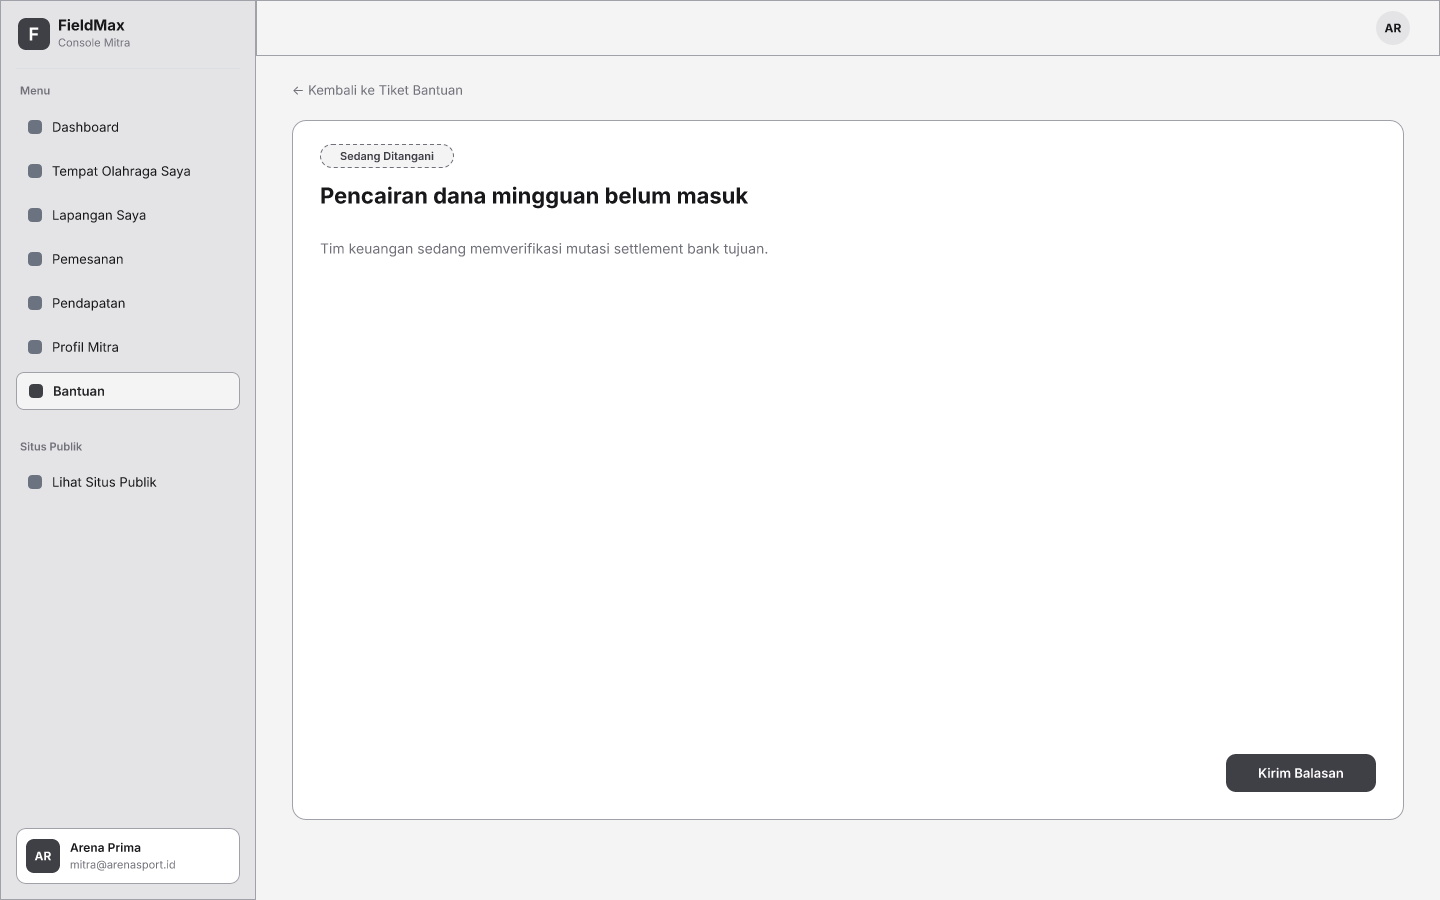 F
FieldMax
Console Mitra
AR
Menu
Dashboard
Tempat Olahraga Saya
Lapangan Saya
Pemesanan
Pendapatan
Profil Mitra
Bantuan
Situs Publik
Lihat Situs Publik
AR
Arena Prima
mitra@arenasport.id
← Kembali ke Tiket Bantuan
Sedang Ditangani
Pencairan dana mingguan belum masuk
Tim keuangan sedang memverifikasi mutasi settlement bank tujuan.
Kirim Balasan